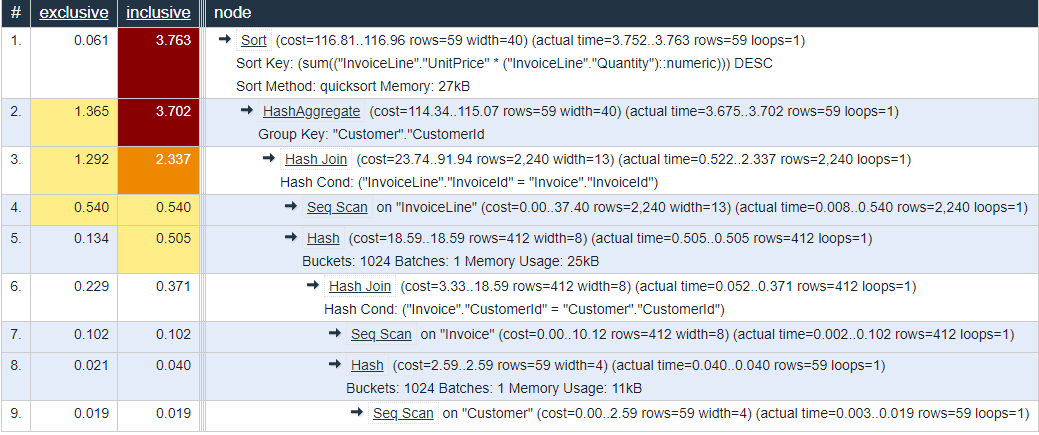 # exclusive inclusive node
1. 0.061 3.763 → Sort (cost=116.81..116.96 rows=59 width=40) (actual time=3.752..3.763 rows=59 loops=1)
Sort Key: (sum(("InvoiceLine"."UnitPrice" * ("InvoiceLine"."Quantity")::numeric))) DESC
Sort Method: quicksort Memory: 27kB
2. 1.365 3.702 → HashAggregate (cost=114.34..115.07 rows=59 width=40) (actual time=3.675..3.702 rows=59 loops=1)
Group Key: "Customer"."CustomerId"
3. 1.292 2.337 → Hash Join (cost=23.74..91.94 rows=2,240 width=13) (actual time=0.522..2.337 rows=2,240 loops=1)
Hash Cond: ("InvoiceLine"."InvoiceId" = "Invoice"."InvoiceId")
4. 0.540 0.540 → Seq Scan on "InvoiceLine" (cost=0.00..37.40 rows=2,240 width=13) (actual time=0.008..0.540 rows=2,240 loops=1)
5. 0.134 0.505 → Hash (cost=18.59..18.59 rows=412 width=8) (actual time=0.505..0.505 rows=412 loops=1)
Buckets: 1024 Batches: 1 Memory Usage: 25kB
6. 0.229 0.371 → Hash Join (cost=3.33..18.59 rows=412 width=8) (actual time=0.052..0.371 rows=412 loops=1)
Hash Cond: ("Invoice"."CustomerId" = "Customer"."CustomerId")
7. 0.102 0.102 → Seq Scan on "Invoice" (cost=0.00..10.12 rows=412 width=8) (actual time=0.002..0.102 rows=412 loops=1)
8. 0.021 0.040 → Hash (cost=2.59..2.59 rows=59 width=4) (actual time=0.040..0.040 rows=59 loops=1)
Buckets: 1024 Batches: 1 Memory Usage: 11kB
9. 0.019 0.019 → Seq Scan on "Customer" (cost=0.00..2.59 rows=59 width=4) (actual time=0.003..0.019 rows=59 loops=1)